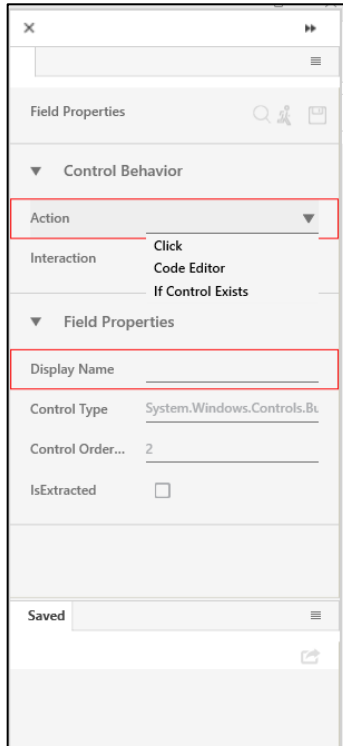 Field Properties
Control Behavior
Action
Click
Interaction
Code Editor
If Control Exists
Field Properties
Display Name
Control Type System.Windows.Controls.Bu
Control Order... 2
IsExtracted
Saved